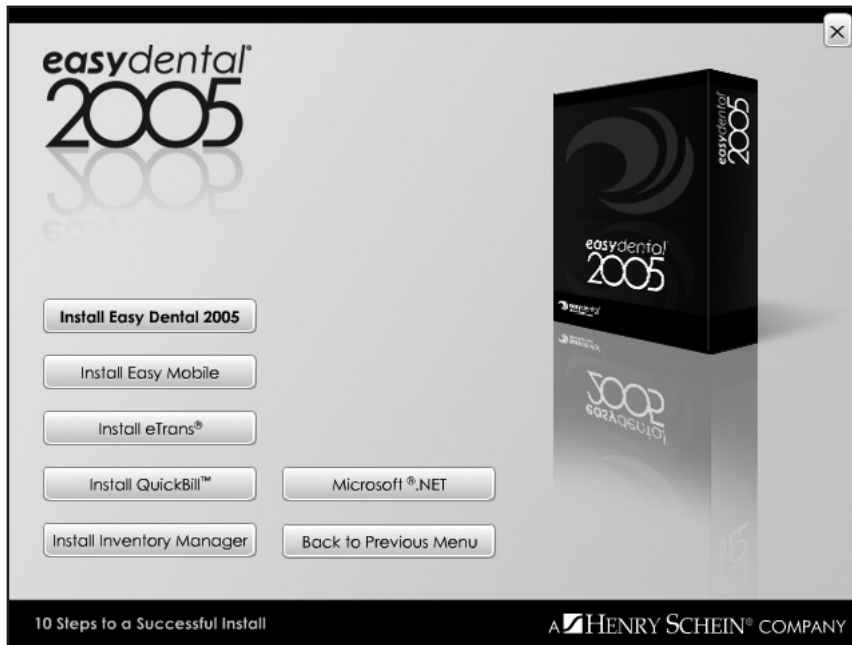 easydental®
2005
easydental
2005
easydental
2005
easydental
Install Easy Dental 2005
Install Easy Mobile
Install eTrans®
Install QuickBill™
Microsoft ®.NET
Install Inventory Manager
Back to Previous Menu
10 Steps to a Successful Install
A HENRY SCHEIN® COMPANY